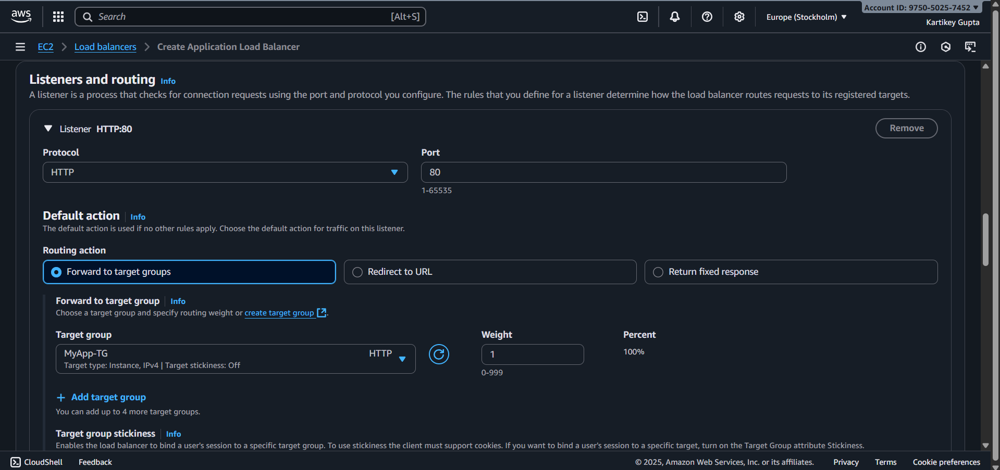 aws
Search [Alt+S]
Europe (Stockholm)
Account ID: 9750-5025-7452
Kartikey Gupta
EC2
Load balancers
Create Application Load Balancer
Listeners and routing Info
A listener is a process that checks for connection requests using the port and protocol you configure. The rules that you define for a listener determine how the load balancer routes requests to its registered targets.
Listener HTTP:80
Remove
Protocol
HTTP
Port
80
1-65535
Default action Info
The default action is used if no other rules apply. Choose the default action for traffic on this listener.
Routing action
Forward to target groups
Redirect to URL
Return fixed response
Forward to target group Info
Choose a target group and specify routing weight or create target group.
Target group
MyApp-TG HTTP
Target type: Instance, IPv4 | Target stickiness: Off
Weight
1
0-999
Percent
100%
+ Add target group
You can add up to 4 more target groups.
Target group stickiness Info
Enables the load balancer to bind a user's session to a specific target group. To use stickiness the client must support cookies. If you want to bind a user's session to a specific target, turn on the Target Group attribute Stickiness.
CloudShell
Feedback
© 2025, Amazon Web Services, Inc. or its affiliates.
Privacy
Terms
Cookie preferences